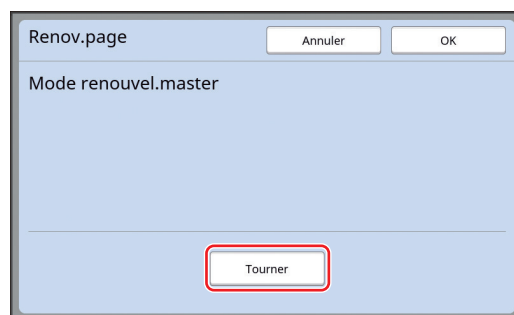 Renov.page
Annuler
OK
Mode renouvel.master
Tourner